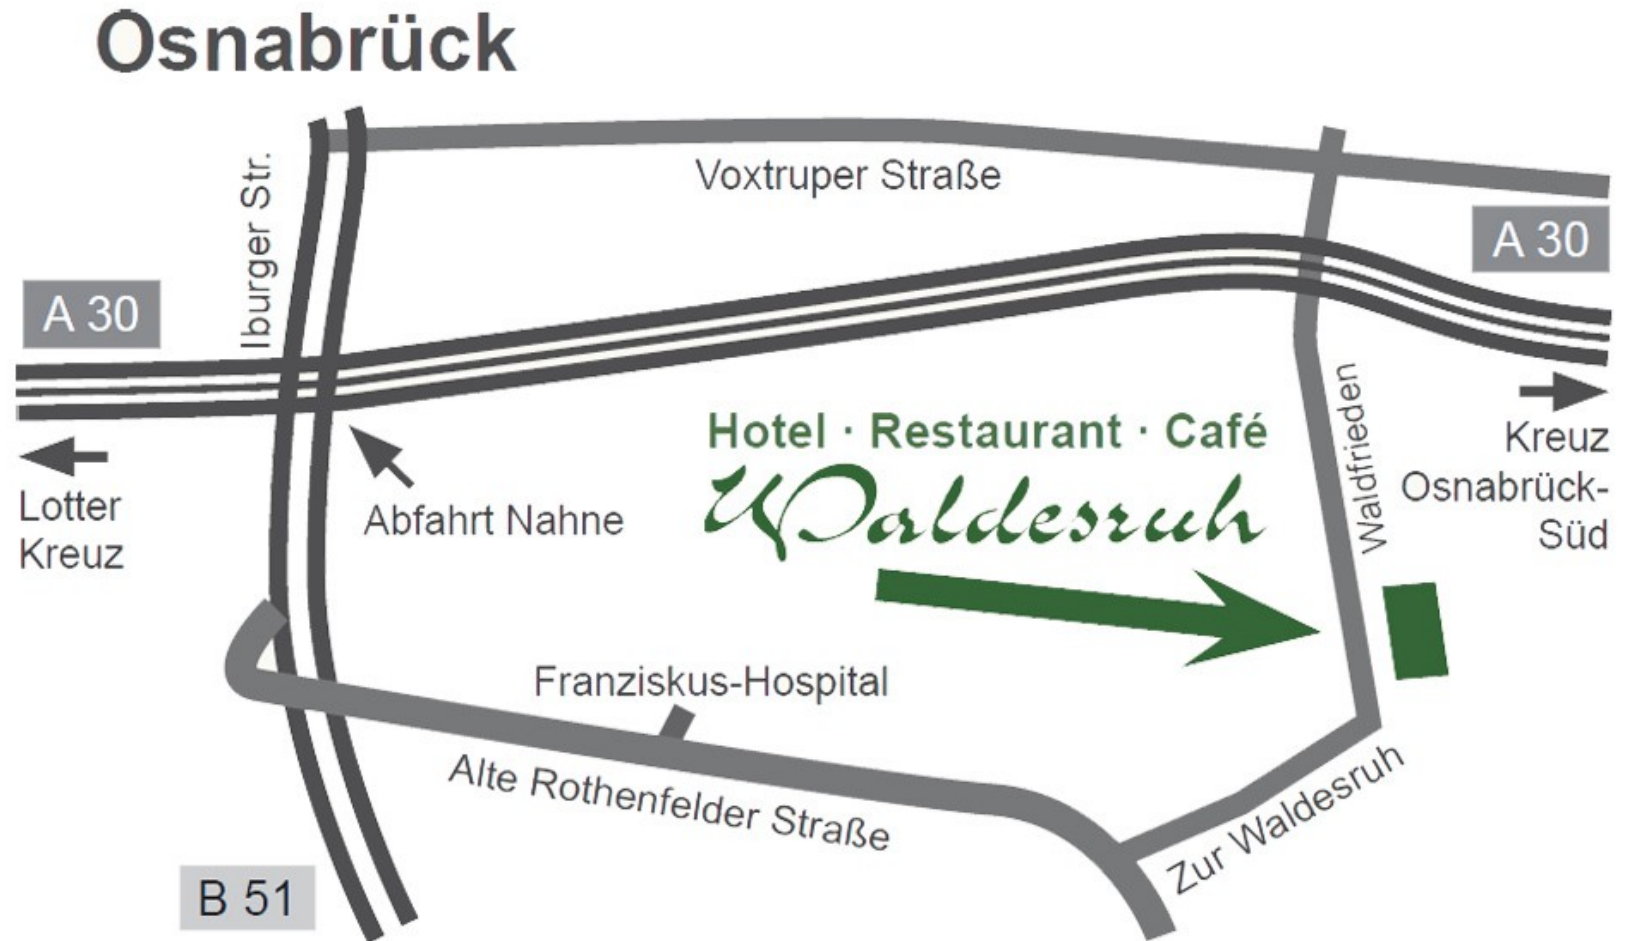 Osnabrück
Iburger Str.
Voxtruper Straße
A 30
A 30
Kreuz
Osnabrück-
Süd
Lotter
Kreuz
Abfahrt Nahne
Hotel · Restaurant · Café
Waldesruh
Waldfrieden
Franziskus-Hospital
Alte Rothenfelder Straße
Zur Waldesruh
B 51